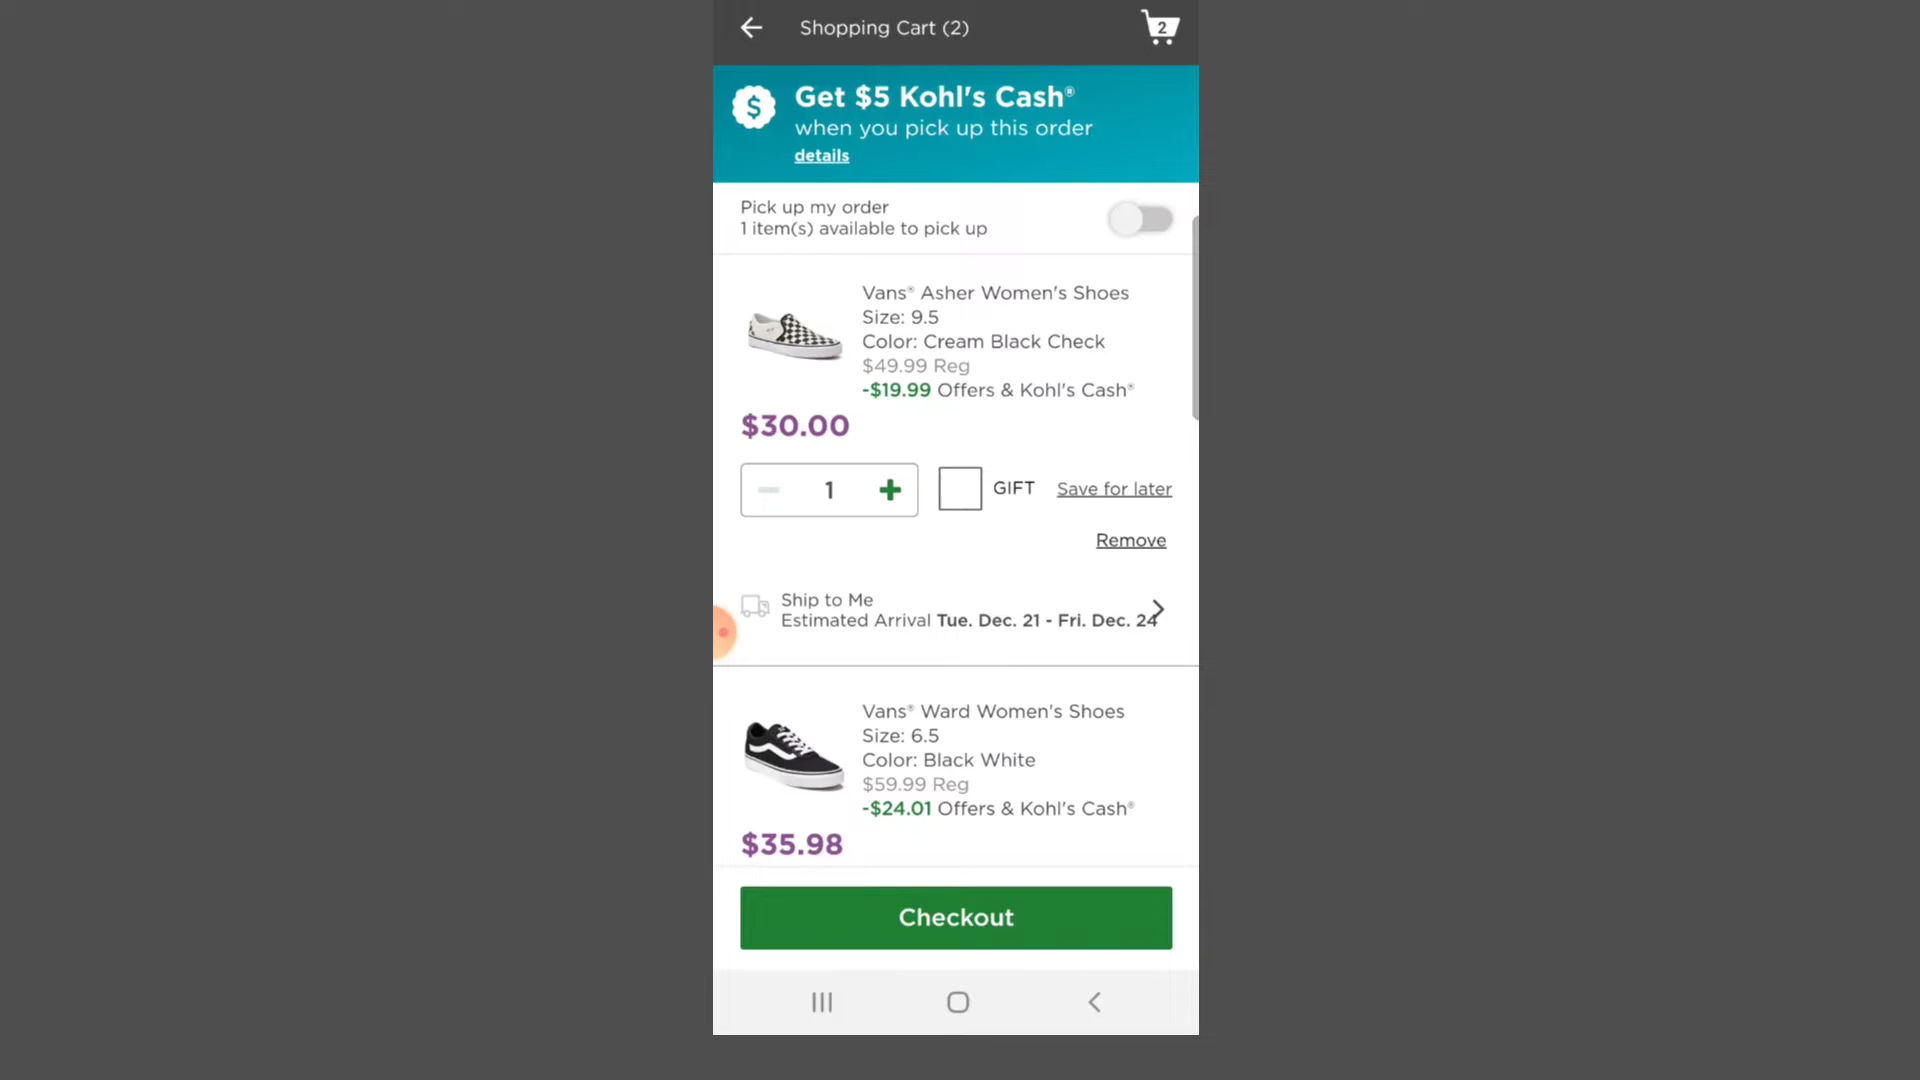 Shopping Cart (2)
2
Get $5 Kohl's Cash®
when you pick up this order
details
Pick up my order
1 item(s) available to pick up
Vans® Asher Women's Shoes
Size: 9.5
Color: Cream Black Check
$49.99 Reg
-$19.99 Offers & Kohl's Cash®
$30.00
1
GIFT
Save for later
Remove
Ship to Me
Estimated Arrival Tue. Dec. 21 - Fri. Dec. 24
Vans® Ward Women's Shoes
Size: 6.5
Color: Black White
$59.99 Reg
-$24.01 Offers & Kohl's Cash®
$35.98
Checkout